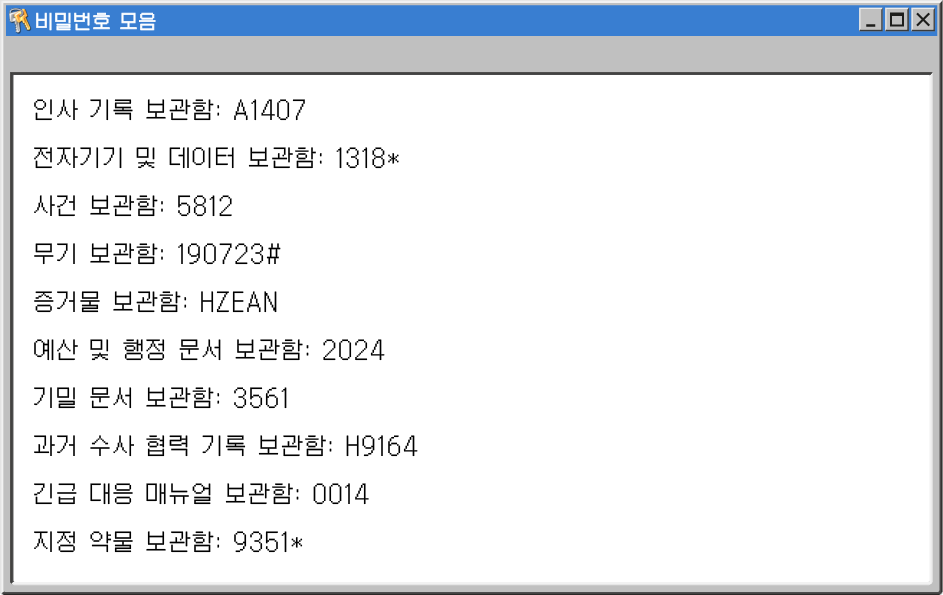 비밀번호 모음
인사 기록 보관함: A1407
전자기기 및 데이터 보관함: 1318*
사건 보관함: 5812
무기 보관함: 190723#
증거물 보관함: HZEAN
예산 및 행정 문서 보관함: 2024
기밀 문서 보관함: 3561
과거 수사 협력 기록 보관함: H9164
긴급 대응 매뉴얼 보관함: 0014
지정 약물 보관함: 9351*